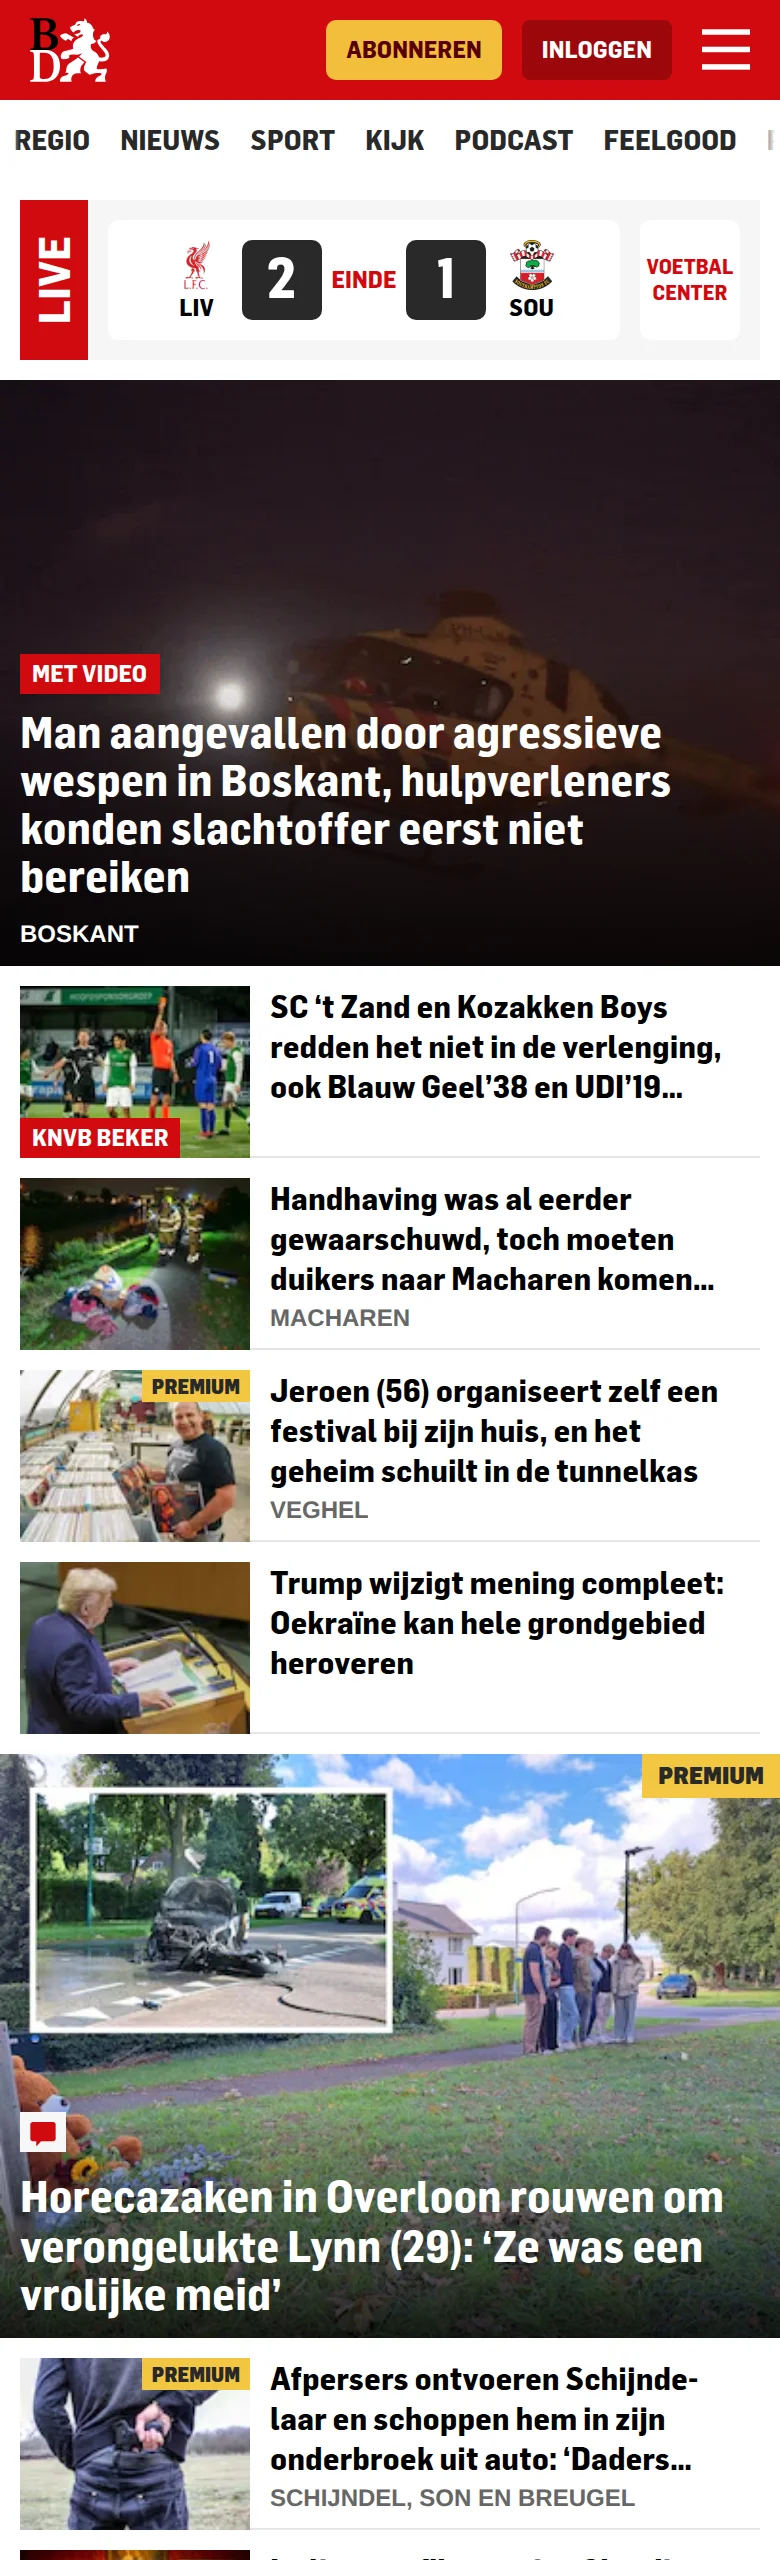 B
D
ABONNEREN
INLOGGEN
REGIO NIEUWS SPORT KIJK PODCAST FEELGOOD
LIVE
L.F.C.
LIV
2
EINDE
1
SOU
VOETBAL
CENTER
MET VIDEO
Man aangevallen door agressieve
wespen in Boskant, hulpverleners
konden slachtoffer eerst niet
bereiken
BOSKANT
KNVB BEKER
SC ‘t Zand en Kozakken Boys
redden het niet in de verlenging,
ook Blauw Geel’38 en UDI’19...
Handhaving was al eerder
gewaarschuwd, toch moeten
duikers naar Macharen komen...
MACHAREN
PREMIUM
Jeroen (56) organiseert zelf een
festival bij zijn huis, en het
geheim schuilt in de tunnelkas
VEGHEL
Trump wijzigt mening compleet:
Oekraïne kan hele grondgebied
heroveren
PREMIUM
Horecazaken in Overloon rouwen om
verongelukte Lynn (29): ‘Ze was een
vrolijke meid’
PREMIUM
Afpersers ontvoeren Schijnde-
laar en schoppen hem in zijn
onderbroek uit auto: ‘Daders...
SCHIJNDEL, SON EN BREUGEL